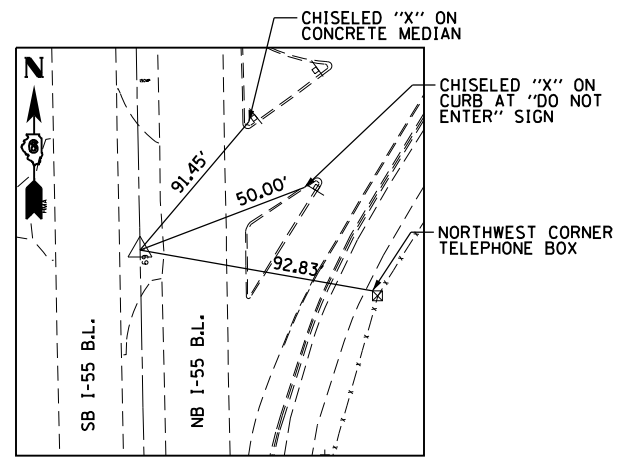 CHISELED "X" ON
CONCRETE MEDIAN
N
CHISELED "X" ON
CURB AT "DO NOT
ENTER" SIGN
91.45'
50.00'
NORTHWEST CORNER
TELEPHONE BOX
92.83'
69
SB I-55 B.L.
NB I-55 B.L.